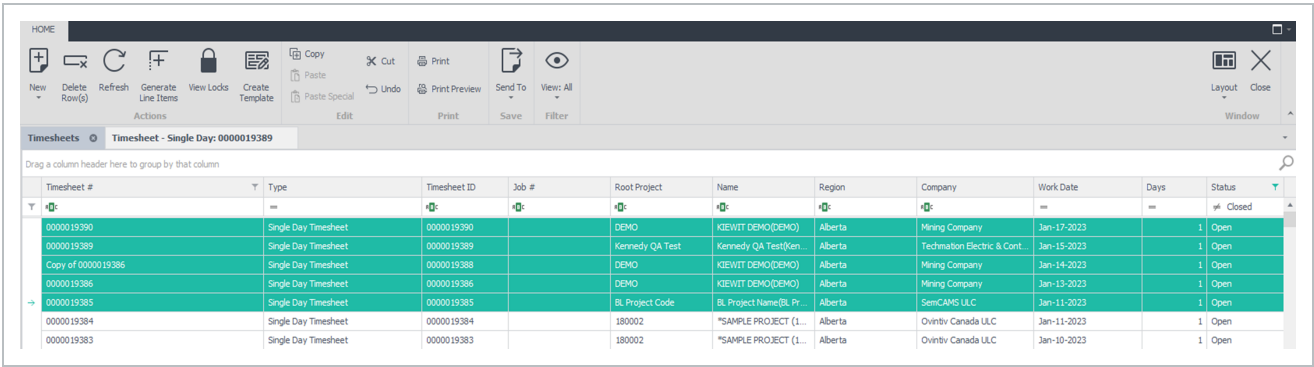 HOME
New
Delete Row(s)
Refresh
Generate Line Items
View Locks
Create Template
Actions
Copy
Paste
Paste Special
Cut
Undo
Edit
Print
Print Preview
Print
Send To
Save
View: All
Filter
Layout
Close
Window
Timesheets Timesheet - Single Day: 0000019389
Drag a column header here to group by that column
Timesheet # Type Timesheet ID Job # Root Project Name Region Company Work Date Days Status
= = = ≠ Closed
0000019390 Single Day Timesheet 0000019390 DEMO KIEWIT DEMO(DEMO) Alberta Mining Company Jan-17-2023 1 Open
0000019389 Single Day Timesheet 0000019389 Kennedy QA Test Kennedy QA Test(Ken... Alberta Techmation Electric & Cont... Jan-15-2023 1 Open
Copy of 0000019386 Single Day Timesheet 0000019388 DEMO KIEWIT DEMO(DEMO) Alberta Mining Company Jan-14-2023 1 Open
0000019386 Single Day Timesheet 0000019386 DEMO KIEWIT DEMO(DEMO) Alberta Mining Company Jan-13-2023 1 Open
0000019385 Single Day Timesheet 0000019385 BL Project Code BL Project Name(BL Pr... Alberta SemCAMS ULC Jan-11-2023 1 Open
0000019384 Single Day Timesheet 0000019384 180002 *SAMPLE PROJECT (1... Alberta Ovintiv Canada ULC Jan-11-2023 1 Open
0000019383 Single Day Timesheet 0000019383 180002 *SAMPLE PROJECT (1... Alberta Ovintiv Canada ULC Jan-10-2023 1 Open